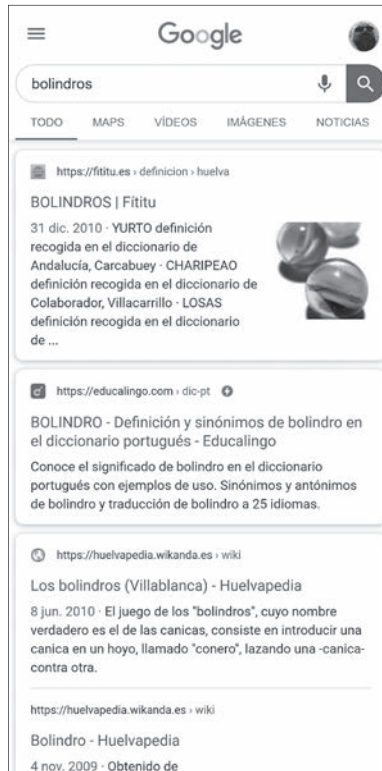 Google
bolindros
TODO MAPS VÍDEOS IMÁGENES NOTICIAS
https://fititu.es › definicion › huelva
BOLINDROS | Fítitu
31 dic. 2010 · YURTO definición
recogida en el diccionario de
Andalucía, Carcabuey · CHARIPEAO
definición recogida en el diccionario de
Colaborador, Villacarrillo · LOSAS
definición recogida en el diccionario
de ...
https://educalingo.com › dic-pt
BOLINDRO - Definición y sinónimos de bolindro en
el diccionario portugués - Educalingo
Conoce el significado de bolindro en el diccionario
portugués con ejemplos de uso. Sinónimos y antónimos
de bolindro y traducción de bolindro a 25 idiomas.
https://huelvapedia.wikanda.es › wiki
Los bolindros (Villablanca) - Huelvapedia
8 jun. 2010 · El juego de los "bolindros", cuyo nombre
verdadero es el de las canicas, consiste en introducir una
canica en un hoyo, llamado "conero", lazando una -canica-
contra otra.
https://huelvapedia.wikanda.es › wiki
Bolindro - Huelvapedia
4 nov. 2009 · Obtenido de